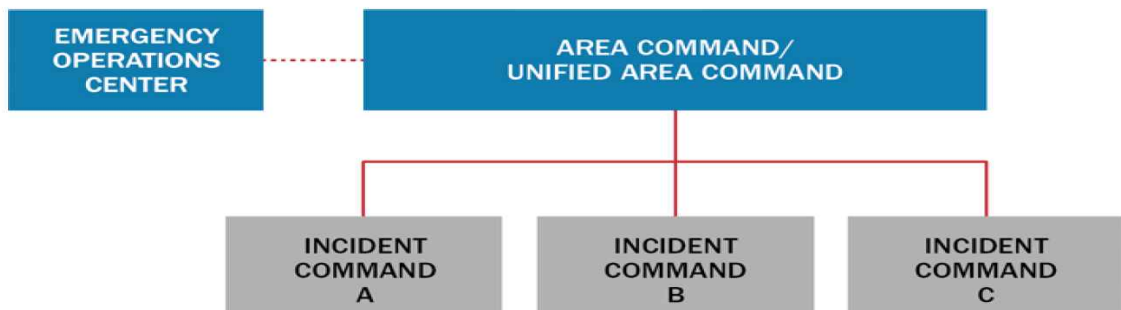 EMERGENCY
OPERATIONS
CENTER
AREA COMMAND/
UNIFIED AREA COMMAND
INCIDENT
COMMAND
A
INCIDENT
COMMAND
B
INCIDENT
COMMAND
C